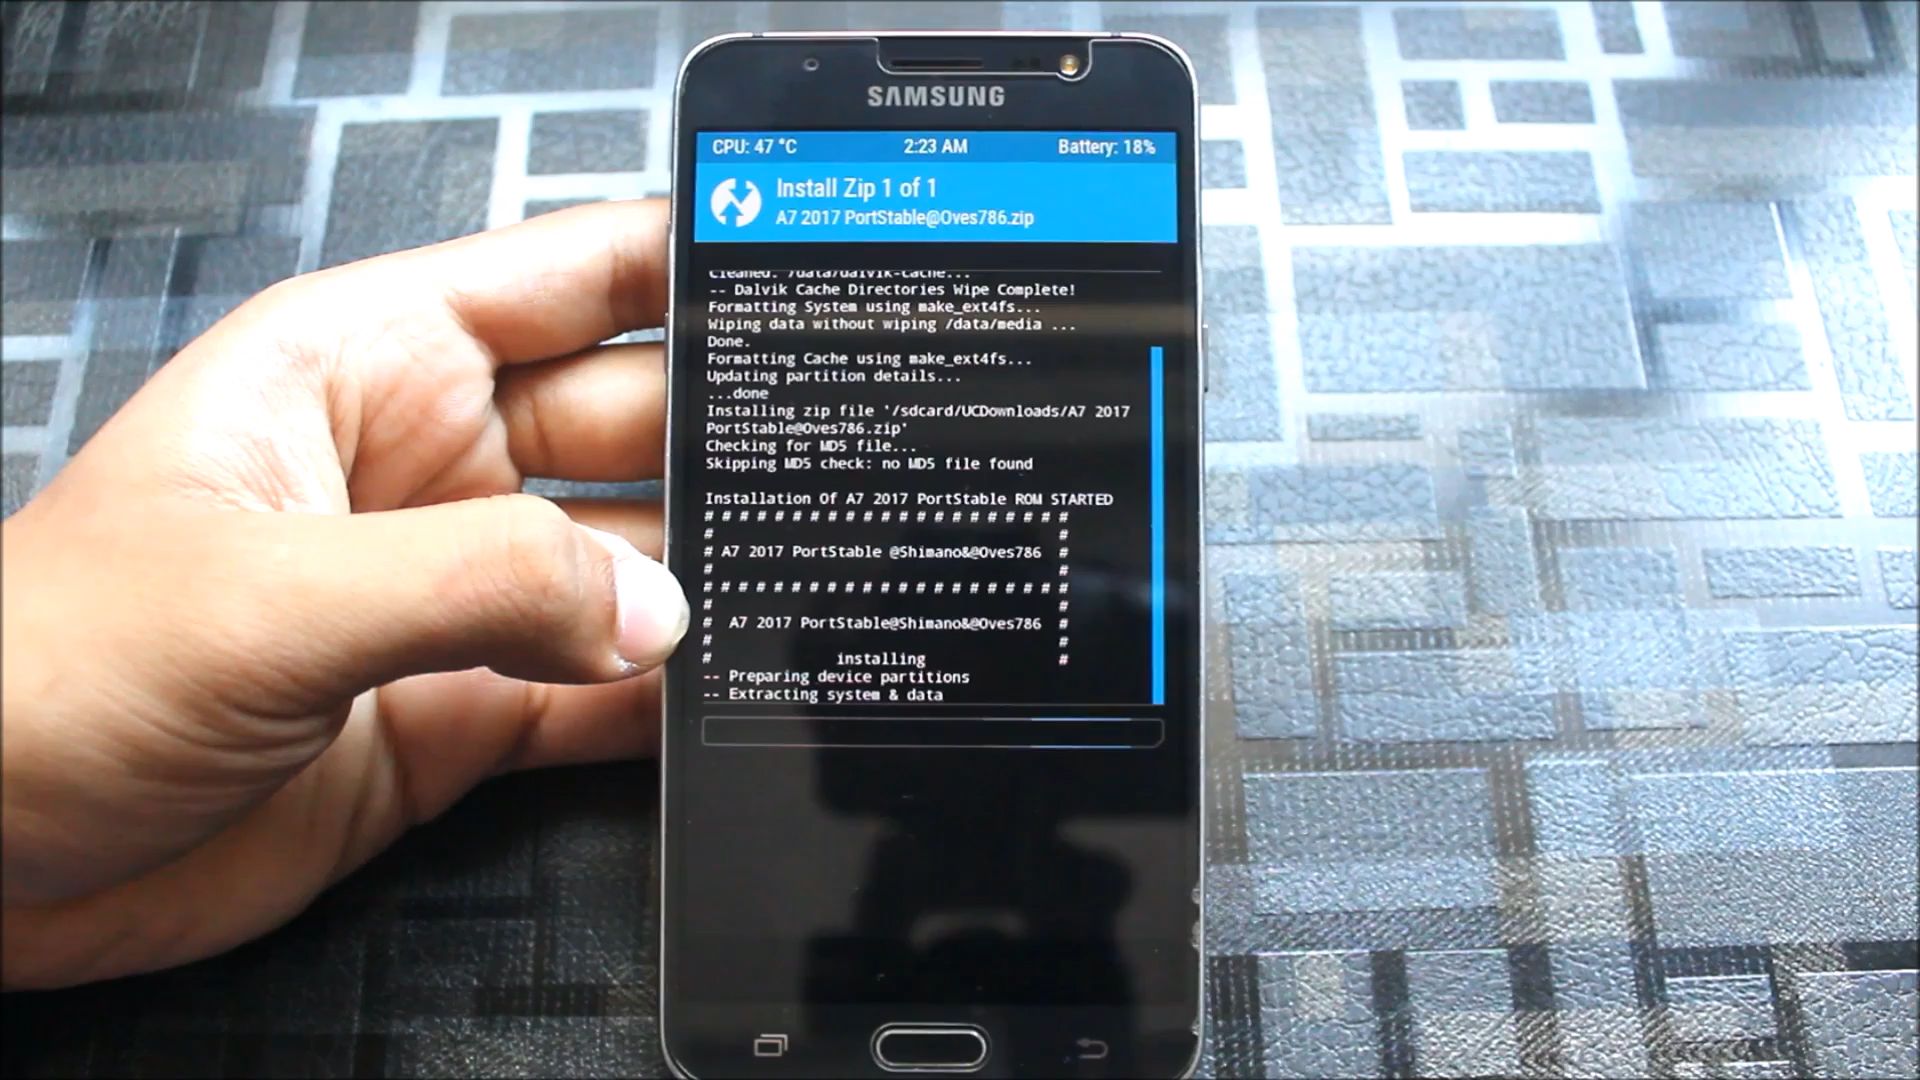 SAMSUNG
CPU: 47 °C 2:23 AM Battery: 18%
Install Zip 1 of 1
A7 2017 PortStable@Oves786.zip
Cleaned: /data/dalvik-cache...
-- Dalvik Cache Directories Wipe Complete!
Formatting System using make_ext4fs...
Wiping data without wiping /data/media ...
Done.
Formatting Cache using make_ext4fs...
Updating partition details...
...done
Installing zip file '/sdcard/UCDownloads/A7 2017
PortStable@Oves786.zip'
Checking for MD5 file...
Skipping MD5 check: no MD5 file found
Installation Of A7 2017 PortStable ROM STARTED
# # # # # # # # # # # # # # # # # # # # #
# #
# A7 2017 PortStable @Shimano&@Oves786 #
# #
# # # # # # # # # # # # # # # # # # # # #
# #
# A7 2017 PortStable@Shimano&@Oves786 #
# #
# installing #
-- Preparing device partitions
-- Extracting system & data